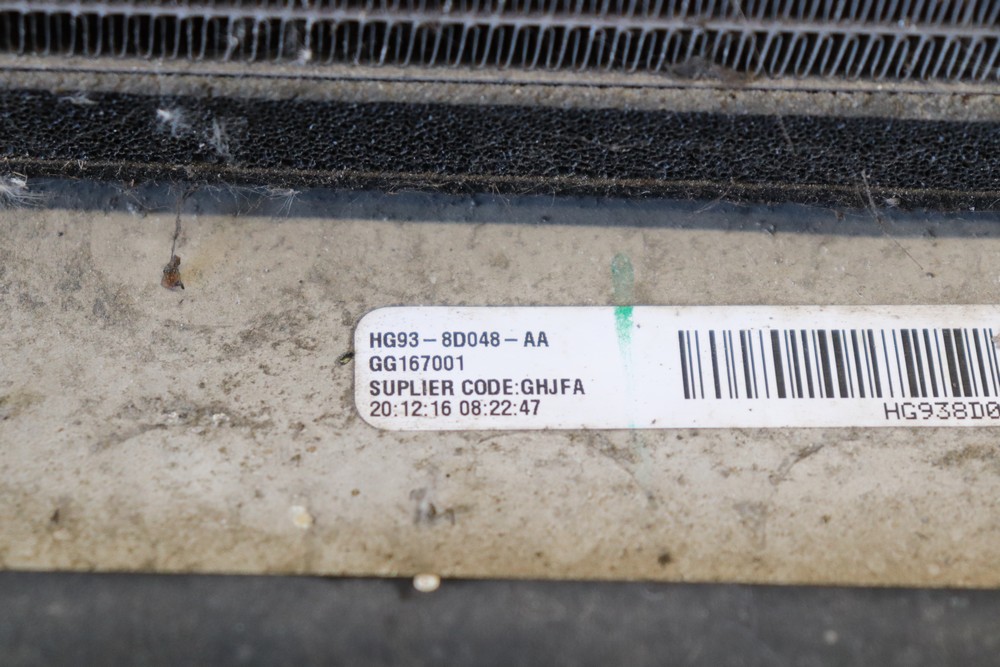 HG93-8D048-AA
GG167001
SUPLIER CODE:GHJFA
20:12:16 08:22:47
HG938D0